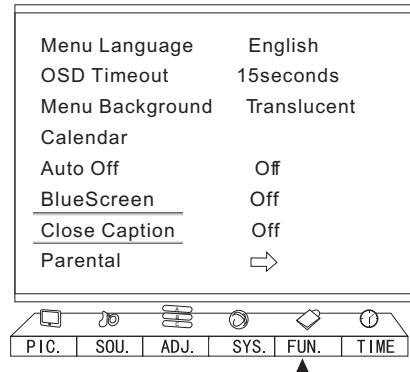 Menu Language English
OSD Timeout 15seconds
Menu Background Translucent
Calendar
Auto Off Off
BlueScreen Off
Close Caption Off
Parental
A
B
C
PIC. SOU. ADJ. SYS. FUN. TIME